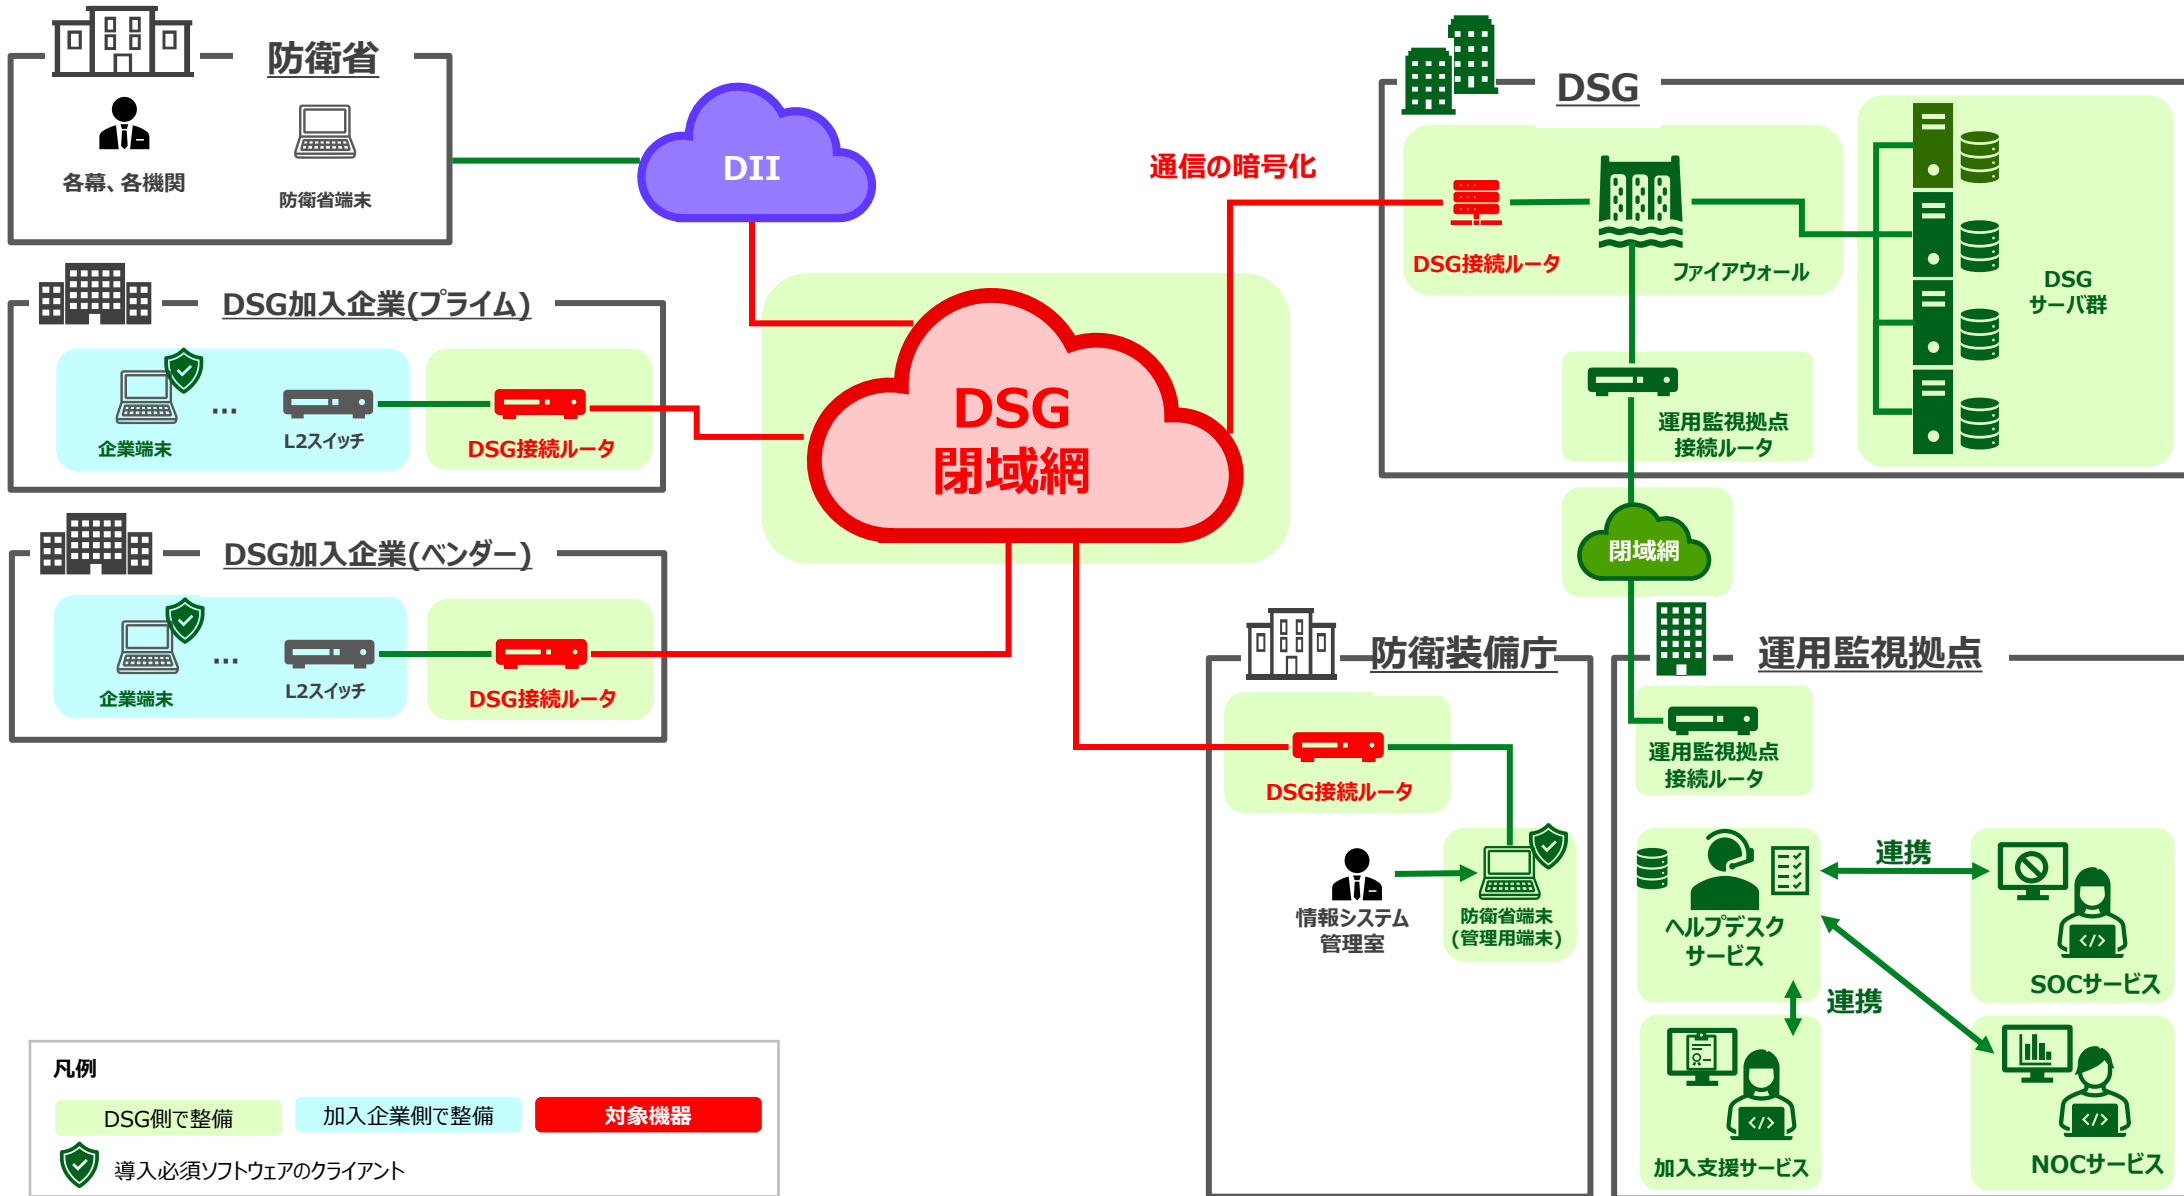 防衛省
各幕、各機関
防衛省端末
DII
通信の暗号化
DSG
DSG接続ルータ
ファイアウォール
DSG
サーバ群
運用監視拠点
接続ルータ
DSG加入企業(プライム)
企業端末
...
L2スイッチ
DSG接続ルータ
DSG
閉域網
DSG加入企業(ベンダー)
企業端末
...
L2スイッチ
DSG接続ルータ
閉域網
防衛装備庁
DSG接続ルータ
情報システム
管理室
防衛省端末
(管理用端末)
運用監視拠点
運用監視拠点
接続ルータ
ヘルプデスク
サービス
連携
SOCサービス
連携
加入支援サービス
NOCサービス
凡例
DSG側で整備
加入企業側で整備
対象機器
導入必須ソフトウェアのクライアント